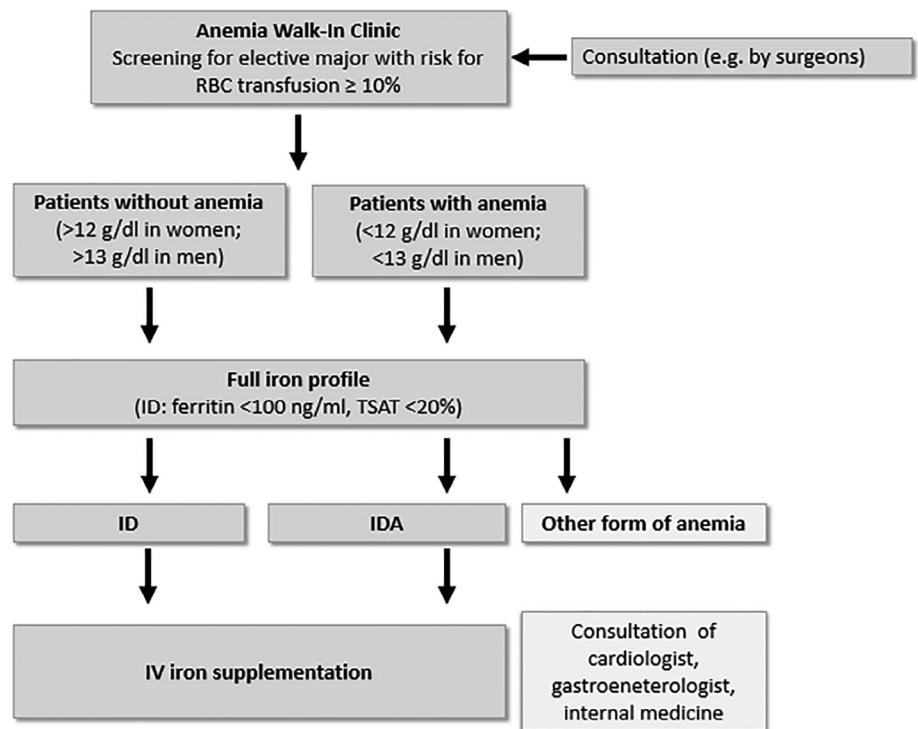 Anemia Walk-In Clinic
Screening for elective major with risk for
RBC transfusion ≥ 10%
Consultation (e.g. by surgeons)
Patients without anemia
(>12 g/dl in women;
>13 g/dl in men)
Patients with anemia
(<12 g/dl in women;
<13 g/dl in men)
Full iron profile
(ID: ferritin <100 ng/ml, TSAT <20%)
ID
IDA
Other form of anemia
IV iron supplementation
Consultation of
cardiologist,
gastroeneterologist,
internal medicine